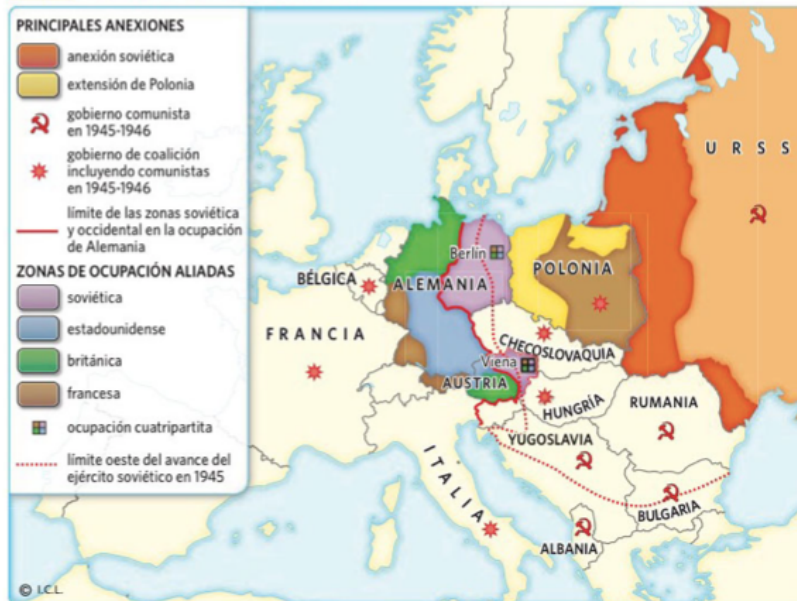 PRINCIPALES ANEXIONES
anexión soviética
extensión de Polonia
gobierno comunista
en 1945-1946
gobierno de coalición
incluyendo comunistas
en 1945-1946
límite de las zonas soviética
y occidental en la ocupación
de Alemania
ZONAS DE OCUPACIÓN ALIADAS
soviética
estadounidense
británica
francesa
ocupación cuatripartita
límite oeste del avance del
ejército soviético en 1945
© I.C.L.
URSS
Berlín
POLONIA
BÉLGICA
ALEMANIA
FRANCIA
CHECOSLOVAQUIA
Viena
AUSTRIA
HUNGRÍA
RUMANIA
YUGOSLAVIA
ITALIA
BULGARIA
ALBANIA